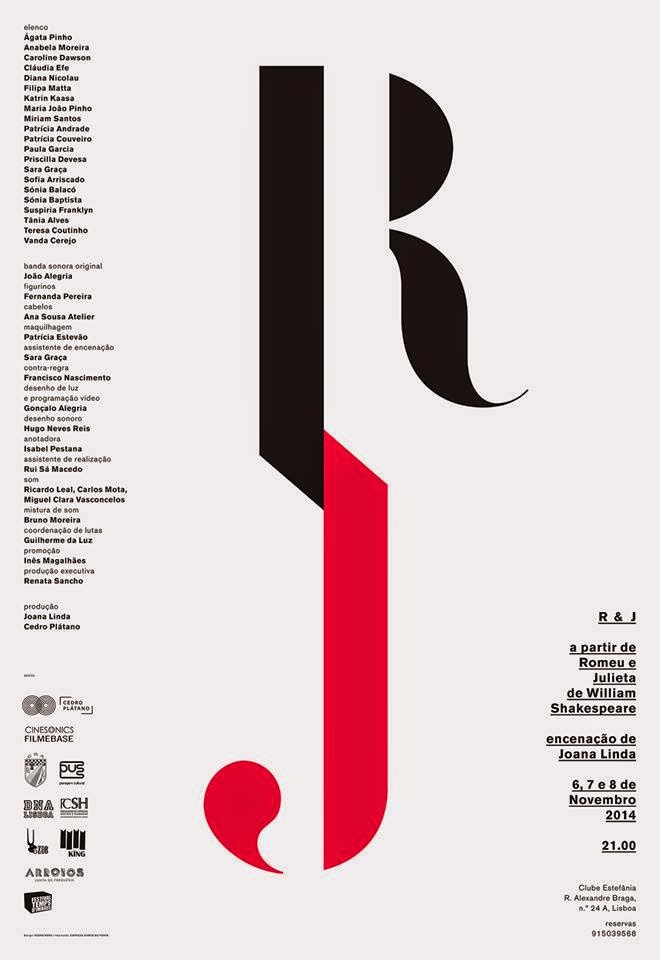 elenco
Ágata Pinho
Anabela Moreira
Caroline Dawson
Cláudia Efe
Diana Nicolau
Filipa Matta
Katrin Kaasa
Maria João Pinho
Miriam Santos
Patrícia Andrade
Patrícia Couveiro
Paula Garcia
Priscilla Devesa
Sara Graça
Sofia Arriscado
Sónia Balacó
Sónia Baptista
Suspiria Franklyn
Tânia Alves
Teresa Coutinho
Vanda Cerejo
banda sonora original
João Alegria
figurinos
Fernanda Pereira
cabelos
Ana Sousa Atelier
maquilhagem
Patrícia Estevão
assistente de encenação
Sara Graça
contra-regra
Francisco Nascimento
desenho de luz
e programação vídeo
Gonçalo Alegria
desenho sonoro
Hugo Neves Reis
anotadora
Isabel Pestana
assistente de realização
Rui Sá Macedo
som
Ricardo Leal, Carlos Mota,
Miguel Clara Vasconcelos
mistura de som
Bruno Moreira
coordenação de lutas
Guilherme da Luz
promoção
Inês Magalhães
produção executiva
Renata Sancho
produção
Joana Linda
Cedro Plátano
CEDRO
PLÁTANO
CINESONICS
FILMEBASE
DNA
LISBOA
FCSH
ZDB
KING
ARROIOS
JUNTA DE FREGUESIA
FESTIVAL
TEMPS
D'IMAGES
R
J
R & J
a partir de
Romeu e
Julieta
de William
Shakespeare
encenação de
Joana Linda
6, 7 e 8 de
Novembro
2014
21.00
Clube Estefânia
R. Alexandre Braga,
n.º 24 A, Lisboa
reservas
915039568